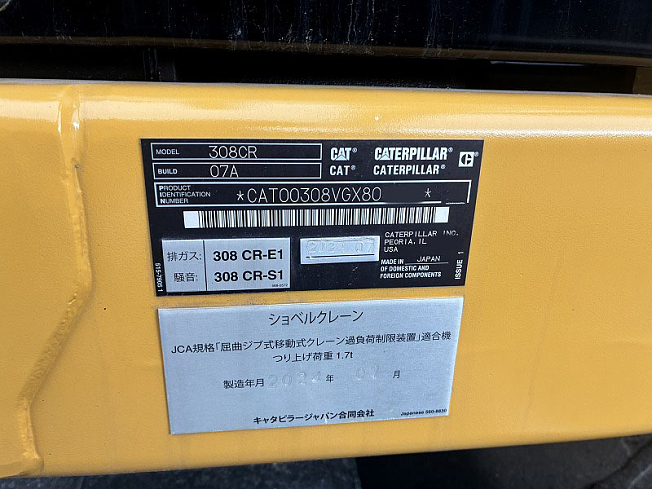 MODEL 308CR CAT® CATERPILLAR®
BUILD 07A CAT® CATERPILLAR®
PRODUCT IDENTIFICATION NUMBER *CAT00308VGX80 *
CATERPILLAR INC.
PEORIA, IL
USA
排ガス: 308 CR-E1
騒音: 308 CR-S1
MADE IN JAPAN
OF DOMESTIC AND
FOREIGN COMPONENTS
ISSUE 1
ショベルクレーン
JCA規格「屈曲ジブ式移動式クレーン過負荷制限装置」適合機
つり上げ荷重 1.7t
製造年月 2024 年 07 月
キャタピラージャパン合同会社